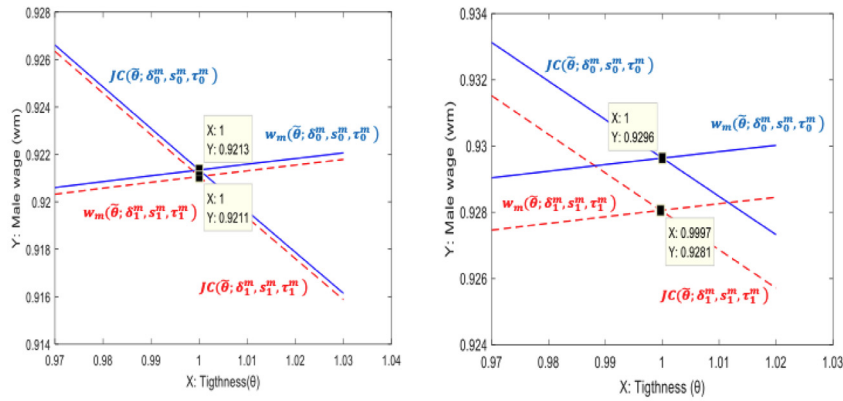 0.928
0.926
0.924
0.922
0.92
0.918
0.916
0.914
Y: Male wage (wm)
JC(θ̃; δ₀ᵐ, s₀ᵐ, τ₀ᵐ)
X: 1
Y: 0.9213
w_m(θ̃; δ₀ᵐ, s₀ᵐ, τ₀ᵐ)
X: 1
Y: 0.9211
w_m(θ̃; δ₁ᵐ, s₁ᵐ, τ₁ᵐ)
JC(θ̃; δ₁ᵐ, s₁ᵐ, τ₁ᵐ)
0.97 0.98 0.99 1 1.01 1.02 1.03 1.04
X: Tigthness(θ)
0.934
0.932
0.93
0.928
0.926
0.924
Y: Male wage (wm)
JC(θ̃; δ₀ᵐ, s₀ᵐ, τ₀ᵐ)
X: 1
Y: 0.9296
w_m(θ̃; δ₀ᵐ, s₀ᵐ, τ₀ᵐ)
w_m(θ̃; δ₁ᵐ, s₁ᵐ, τ₁ᵐ)
X: 0.9997
Y: 0.9281
JC(θ̃; δ₁ᵐ, s₁ᵐ, τ₁ᵐ)
0.97 0.98 0.99 1 1.01 1.02 1.03
X: Tigthness (θ)